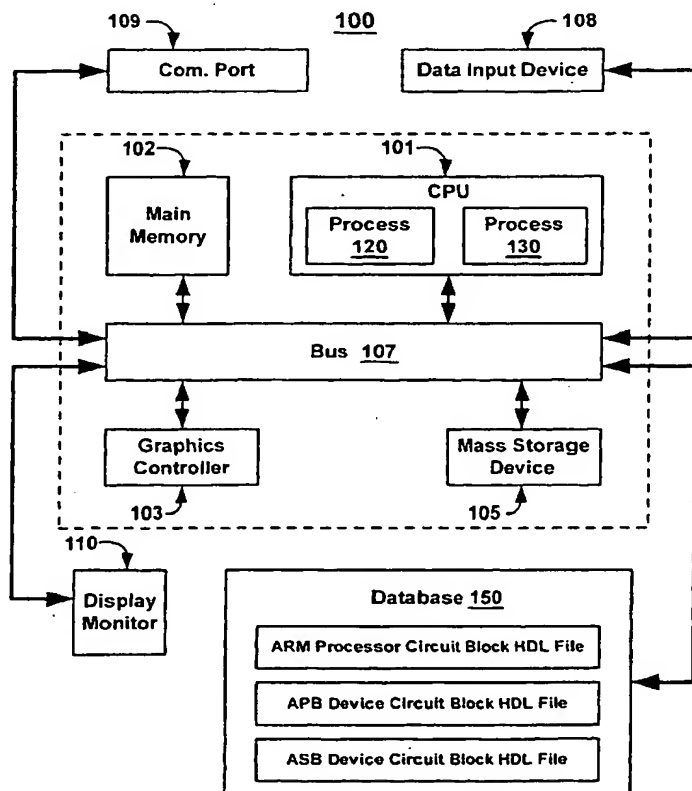 100
109
108
Com. Port
Data Input Device
102
101
Main
Memory
CPU
Process
120
Process
130
Bus 107
Graphics
Controller
Mass Storage
Device
103
105
110
Display
Monitor
Database 150
ARM Processor Circuit Block HDL File
APB Device Circuit Block HDL File
ASB Device Circuit Block HDL File